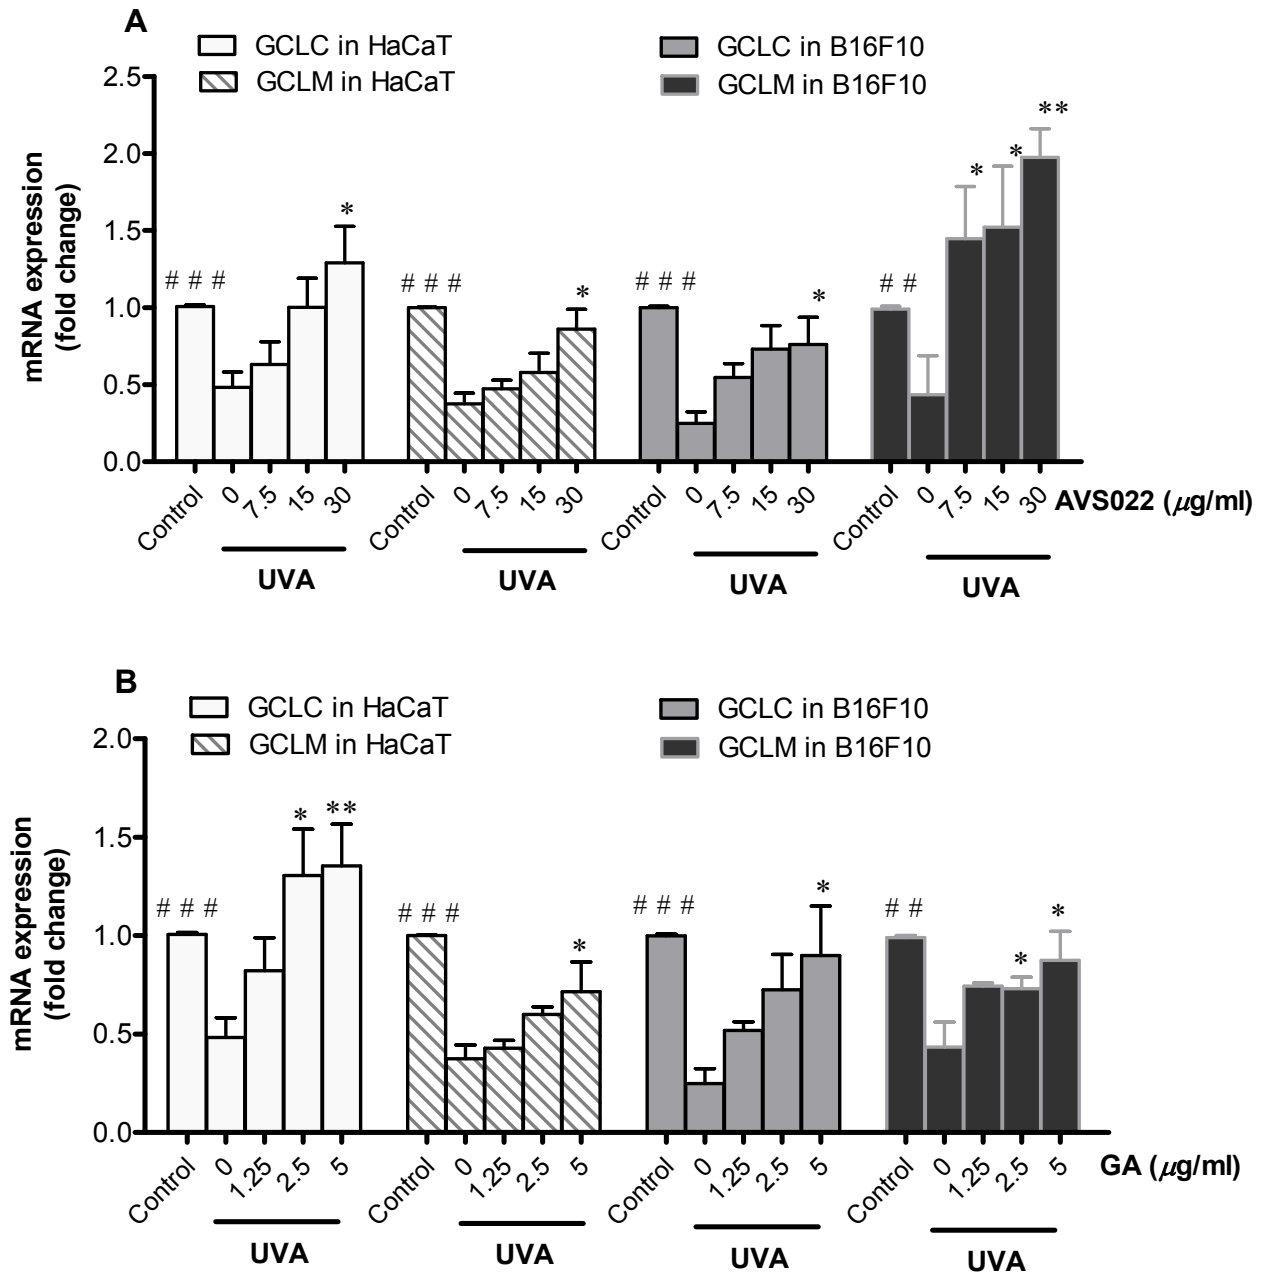 A
GCLC in HaCaT
GCLM in HaCaT
GCLC in B16F10
GCLM in B16F10
mRNA expression
(fold change)
2.5
2.0
1.5
1.0
0.5
0.0
# # #
*
# # #
*
# # #
*
# #
*
*
**
Control 0 7.5 15 30
Control 0 7.5 15 30
Control 0 7.5 15 30
Control 0 7.5 15 30
AVS022 (μg/ml)
UVA
UVA
UVA
UVA
B
GCLC in HaCaT
GCLM in HaCaT
GCLC in B16F10
GCLM in B16F10
mRNA expression
(fold change)
2.0
1.5
1.0
0.5
0.0
# # #
*
**
# # #
*
# # #
*
# #
*
*
Control 0 1.25 2.5 5
Control 0 1.25 2.5 5
Control 0 1.25 2.5 5
Control 0 1.25 2.5 5
GA (μg/ml)
UVA
UVA
UVA
UVA